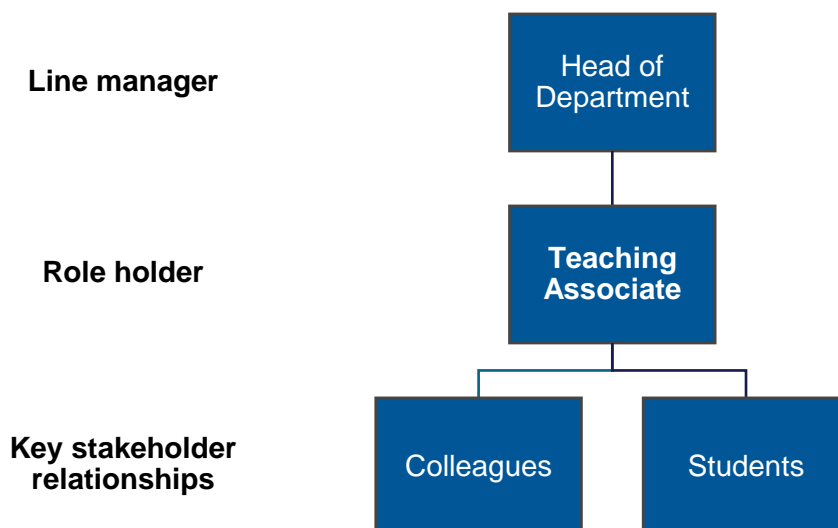 Line manager
Head of
Department
Role holder
Teaching
Associate
Key stakeholder
relationships
Colleagues
Students